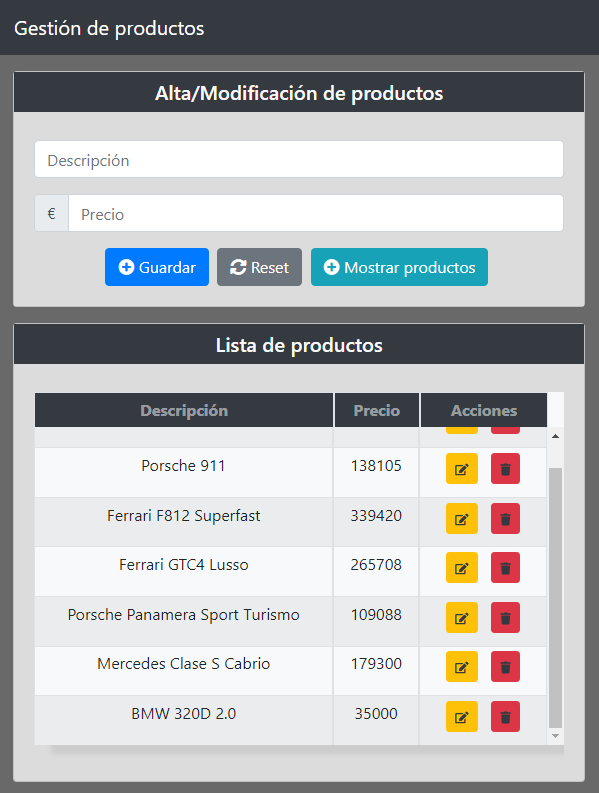 Gestión de productos
Alta/Modificación de productos
Descripción
€ Precio
Guardar Reset Mostrar productos
Lista de productos
Descripción Precio Acciones
Porsche 911 138105
Ferrari F812 Superfast 339420
Ferrari GTC4 Lusso 265708
Porsche Panamera Sport Turismo 109088
Mercedes Clase S Cabrio 179300
BMW 320D 2.0 35000